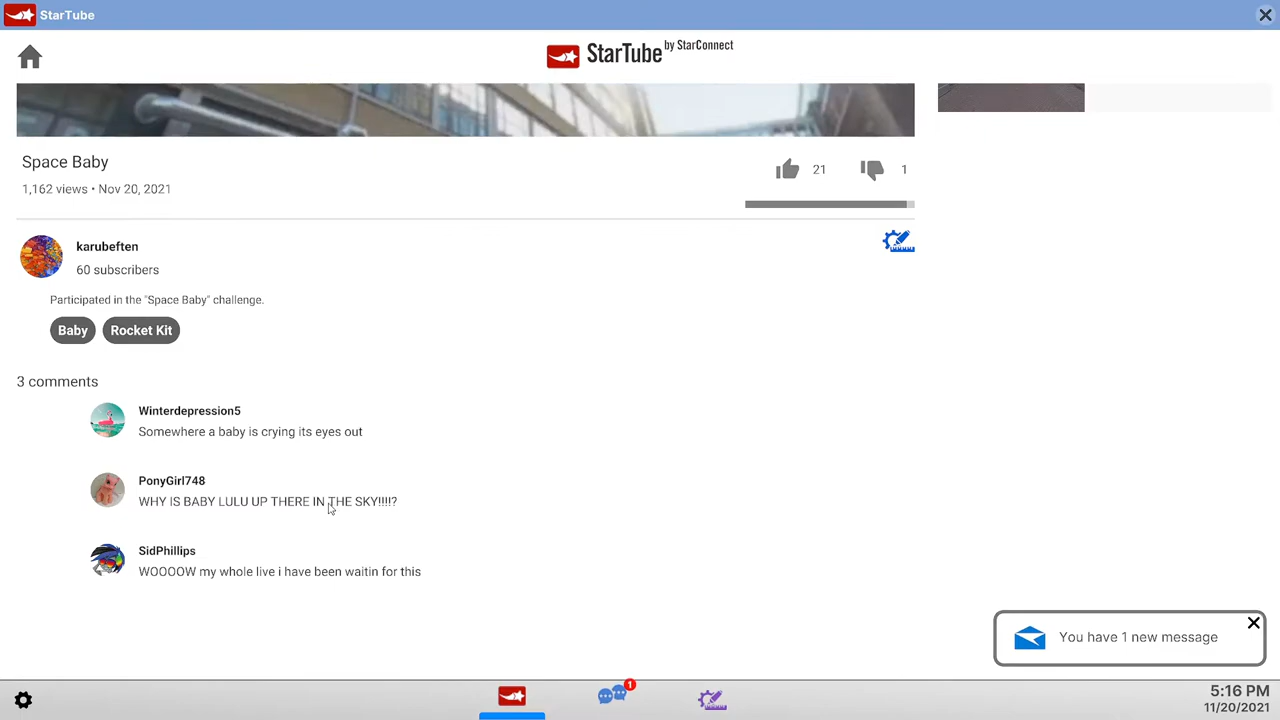 StarTube
StarTube by StarConnect
Space Baby
21
1
1,162 views • Nov 20, 2021
karubeften
60 subscribers
Participated in the "Space Baby" challenge.
Baby
Rocket Kit
3 comments
Winterdepression5
Somewhere a baby is crying its eyes out
PonyGirl748
WHY IS BABY LULU UP THERE IN THE SKY!!!!?
SidPhillips
WOOOOW my whole live i have been waitin for this
You have 1 new message
1
5:16 PM
11/20/2021